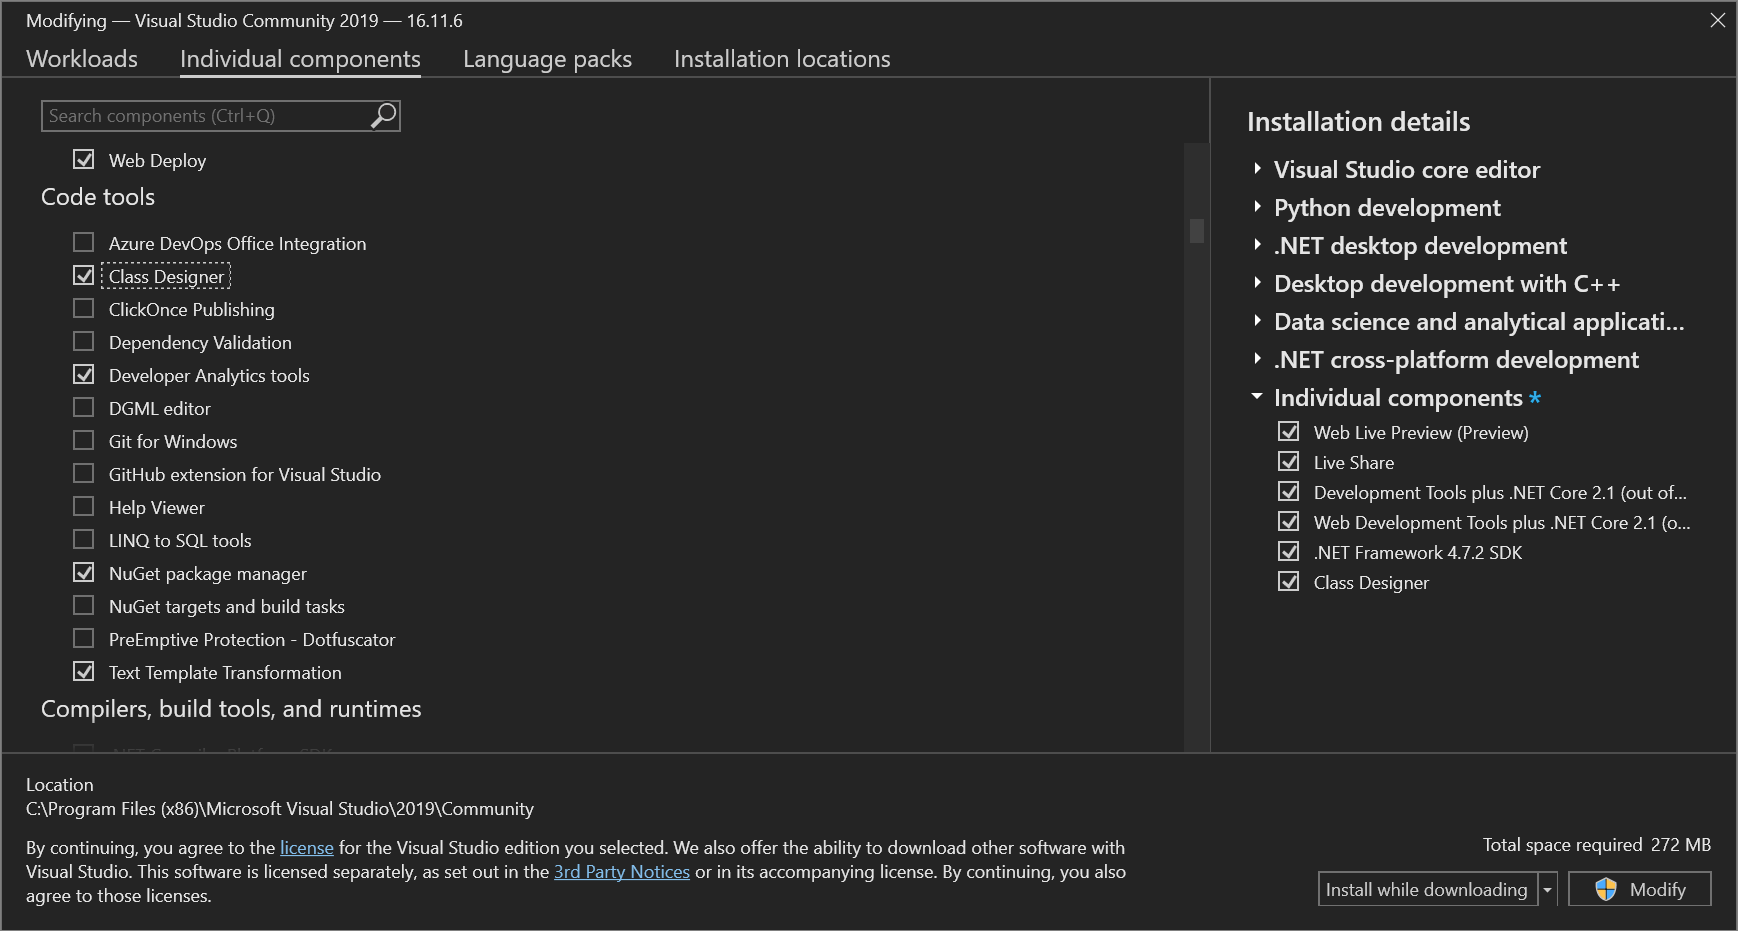 Modifying — Visual Studio Community 2019 — 16.11.6
Workloads
Individual components
Language packs
Installation locations
Search components (Ctrl+Q)
Web Deploy
Code tools
Azure DevOps Office Integration
Class Designer
ClickOnce Publishing
Dependency Validation
Developer Analytics tools
DGML editor
Git for Windows
GitHub extension for Visual Studio
Help Viewer
LINQ to SQL tools
NuGet package manager
NuGet targets and build tasks
PreEmptive Protection - Dotfuscator
Text Template Transformation
Compilers, build tools, and runtimes
Installation details
Visual Studio core editor
Python development
.NET desktop development
Desktop development with C++
Data science and analytical applicati...
.NET cross-platform development
Individual components *
Web Live Preview (Preview)
Live Share
Development Tools plus .NET Core 2.1 (out of...
Web Development Tools plus .NET Core 2.1 (o...
.NET Framework 4.7.2 SDK
Class Designer
Location
C:\Program Files (x86)\Microsoft Visual Studio\2019\Community
By continuing, you agree to the license for the Visual Studio edition you selected. We also offer the ability to download other software with
Visual Studio. This software is licensed separately, as set out in the 3rd Party Notices or in its accompanying license. By continuing, you also
agree to those licenses.
Total space required 272 MB
Install while downloading
Modify